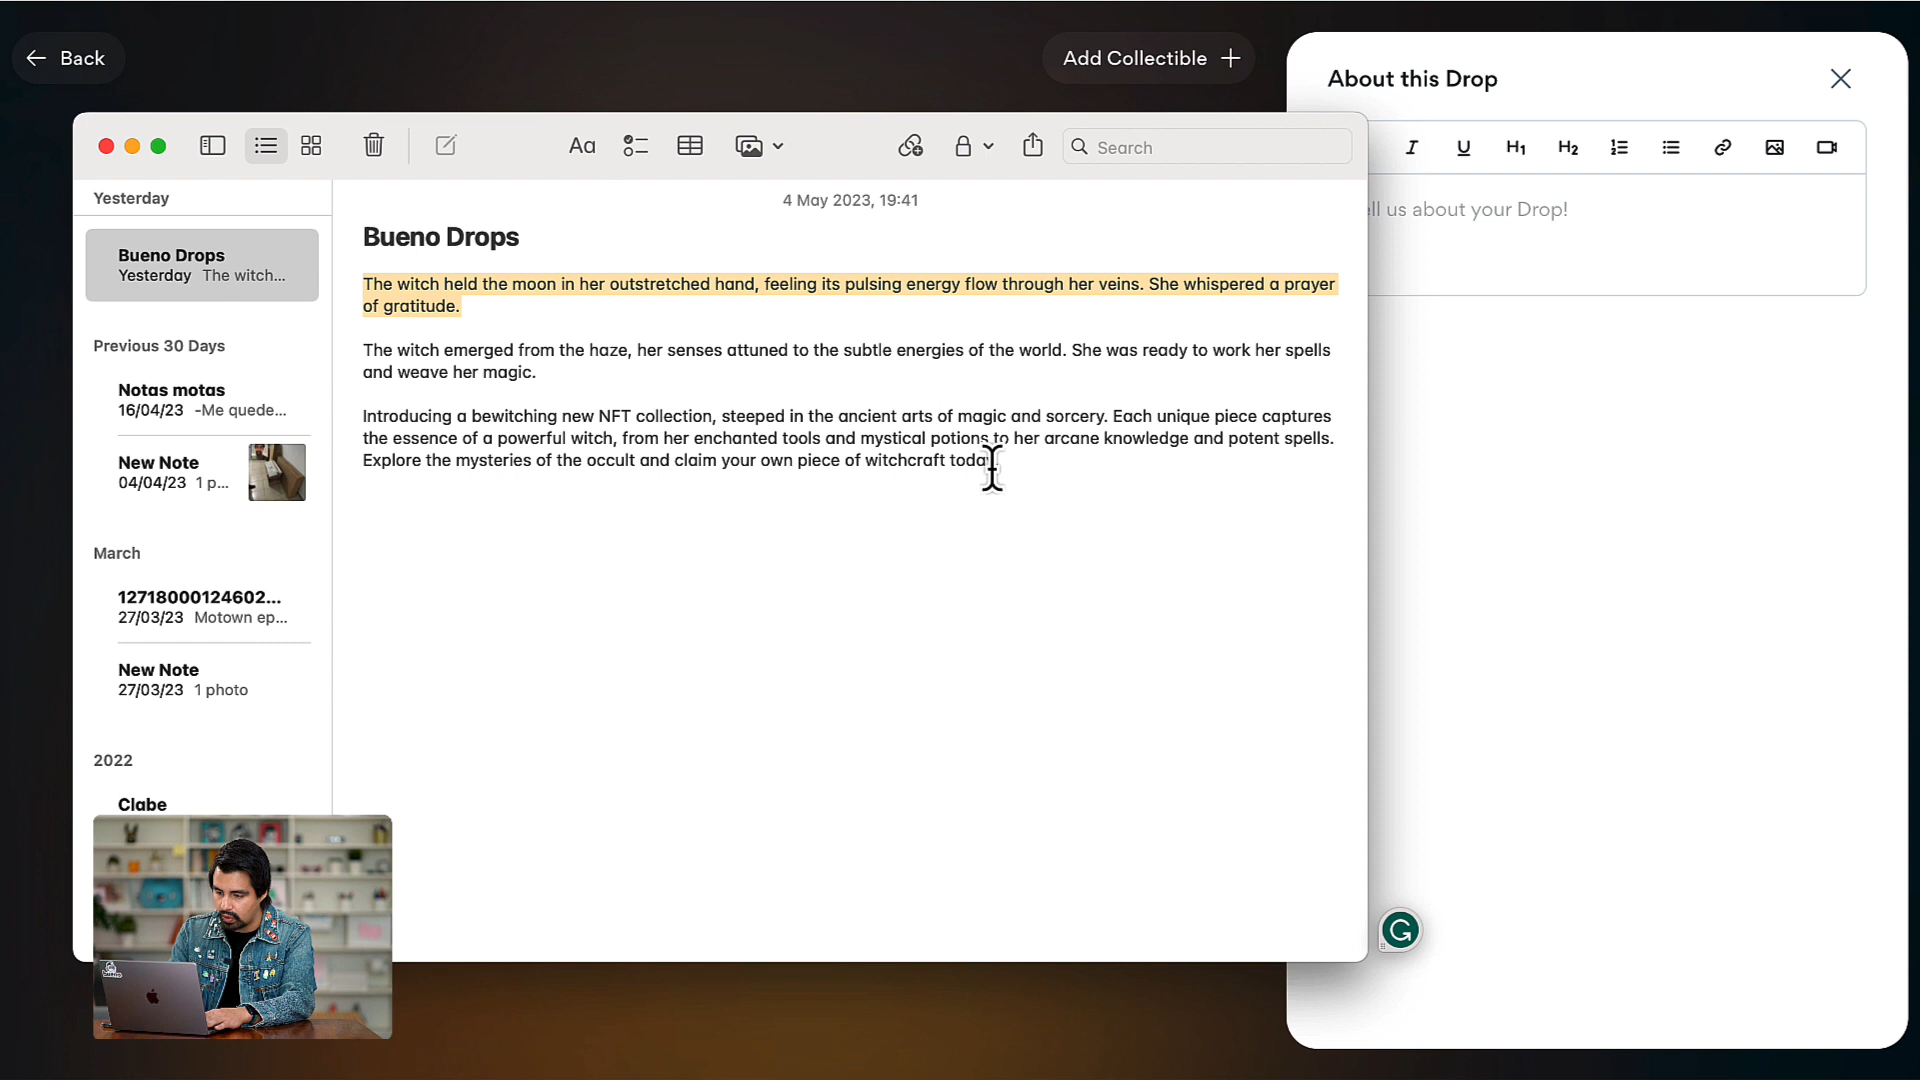 Back
Add Collectible
About this Drop
Search
H1
H2
ll us about your Drop!
Yesterday
Bueno Drops
Yesterday The witch...
Previous 30 Days
Notas motas
16/04/23 -Me quede...
New Note
04/04/23 1 p...
March
12718000124602...
27/03/23 Motown ep...
New Note
27/03/23 1 photo
2022
Clabe
Aa
4 May 2023, 19:41
Bueno Drops
The witch held the moon in her outstretched hand, feeling its pulsing energy flow through her veins. She whispered a prayer
of gratitude.
The witch emerged from the haze, her senses attuned to the subtle energies of the world. She was ready to work her spells
and weave her magic.
Introducing a bewitching new NFT collection, steeped in the ancient arts of magic and sorcery. Each unique piece captures
the essence of a powerful witch, from her enchanted tools and mystical potions to her arcane knowledge and potent spells.
Explore the mysteries of the occult and claim your own piece of witchcraft toda